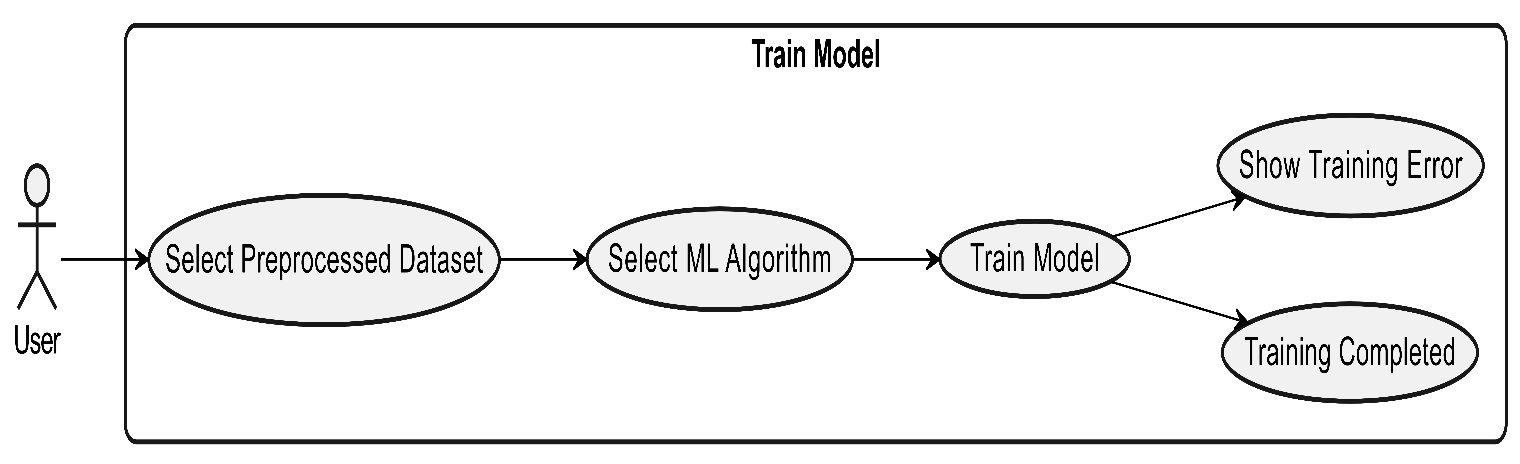 Train Model
User
Select Preprocessed Dataset
Select ML Algorithm
Train Model
Show Training Error
Training Completed